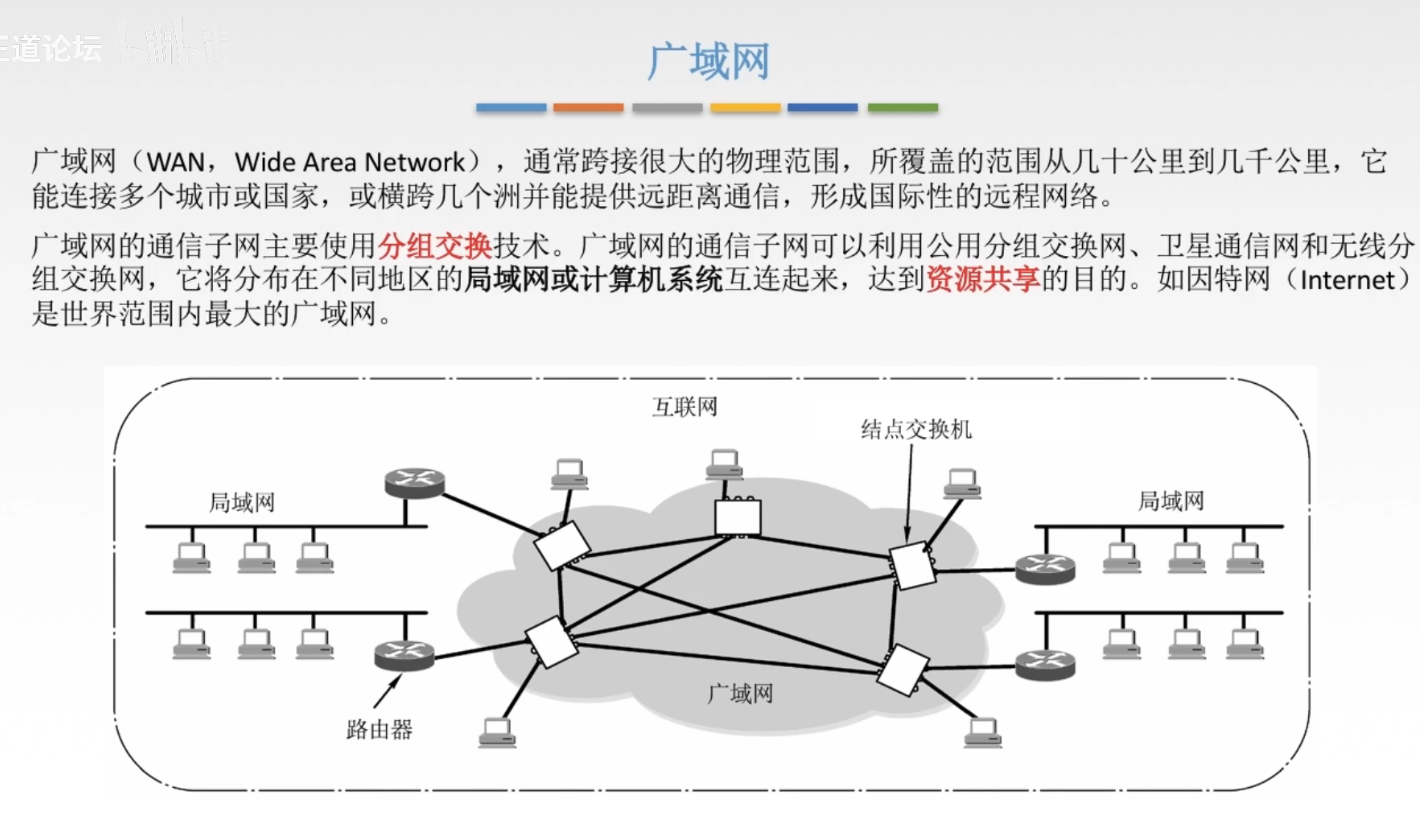 王道论坛
广域网
广域网（WAN，Wide Area Network），通常跨接很大的物理范围，所覆盖的范围从几十公里到几千公里，它
能连接多个城市或国家，或横跨几个洲并能提供远距离通信，形成国际性的远程网络。
广域网的通信子网主要使用分组交换技术。广域网的通信子网可以利用公用分组交换网、卫星通信网和无线分
组交换网，它将分布在不同地区的局域网或计算机系统互连起来，达到资源共享的目的。如因特网（Internet）
是世界范围内最大的广域网。
互联网
结点交换机
局域网
局域网
广域网
路由器